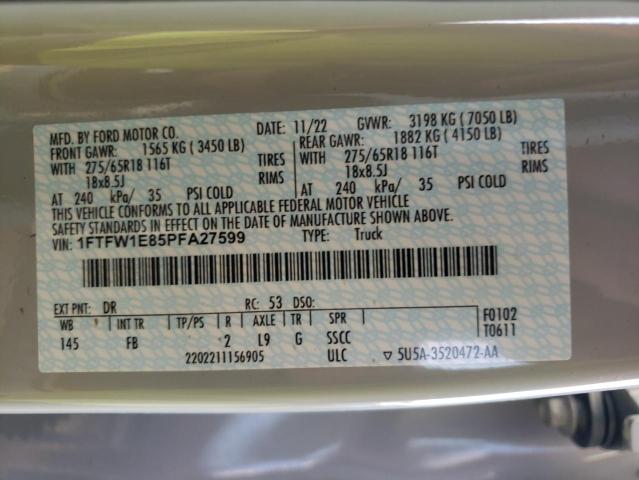 MFD. BY FORD MOTOR CO. DATE: 11/22 GVWR: 3198 KG ( 7050 LB)
FRONT GAWR: 1565 KG ( 3450 LB) REAR GAWR: 1882 KG ( 4150 LB)
WITH 275/65R18 116T TIRES WITH 275/65R18 116T TIRES
18x8.5J RIMS 18x8.5J RIMS
AT 240 kPa/ 35 PSI COLD AT 240 kPa/ 35 PSI COLD
THIS VEHICLE CONFORMS TO ALL APPLICABLE FEDERAL MOTOR VEHICLE
SAFETY STANDARDS IN EFFECT ON THE DATE OF MANUFACTURE SHOWN ABOVE.
VIN: 1FTFW1E85PFA27599 TYPE: Truck
EXT PNT: DR RC: 53 DSO:
WB INT TR TP/PS R AXLE TR SPR F0102
145 FB 2 L9 G SSCC T0611
2202211156905 ULC ▽ 5U5A-3520472-AA